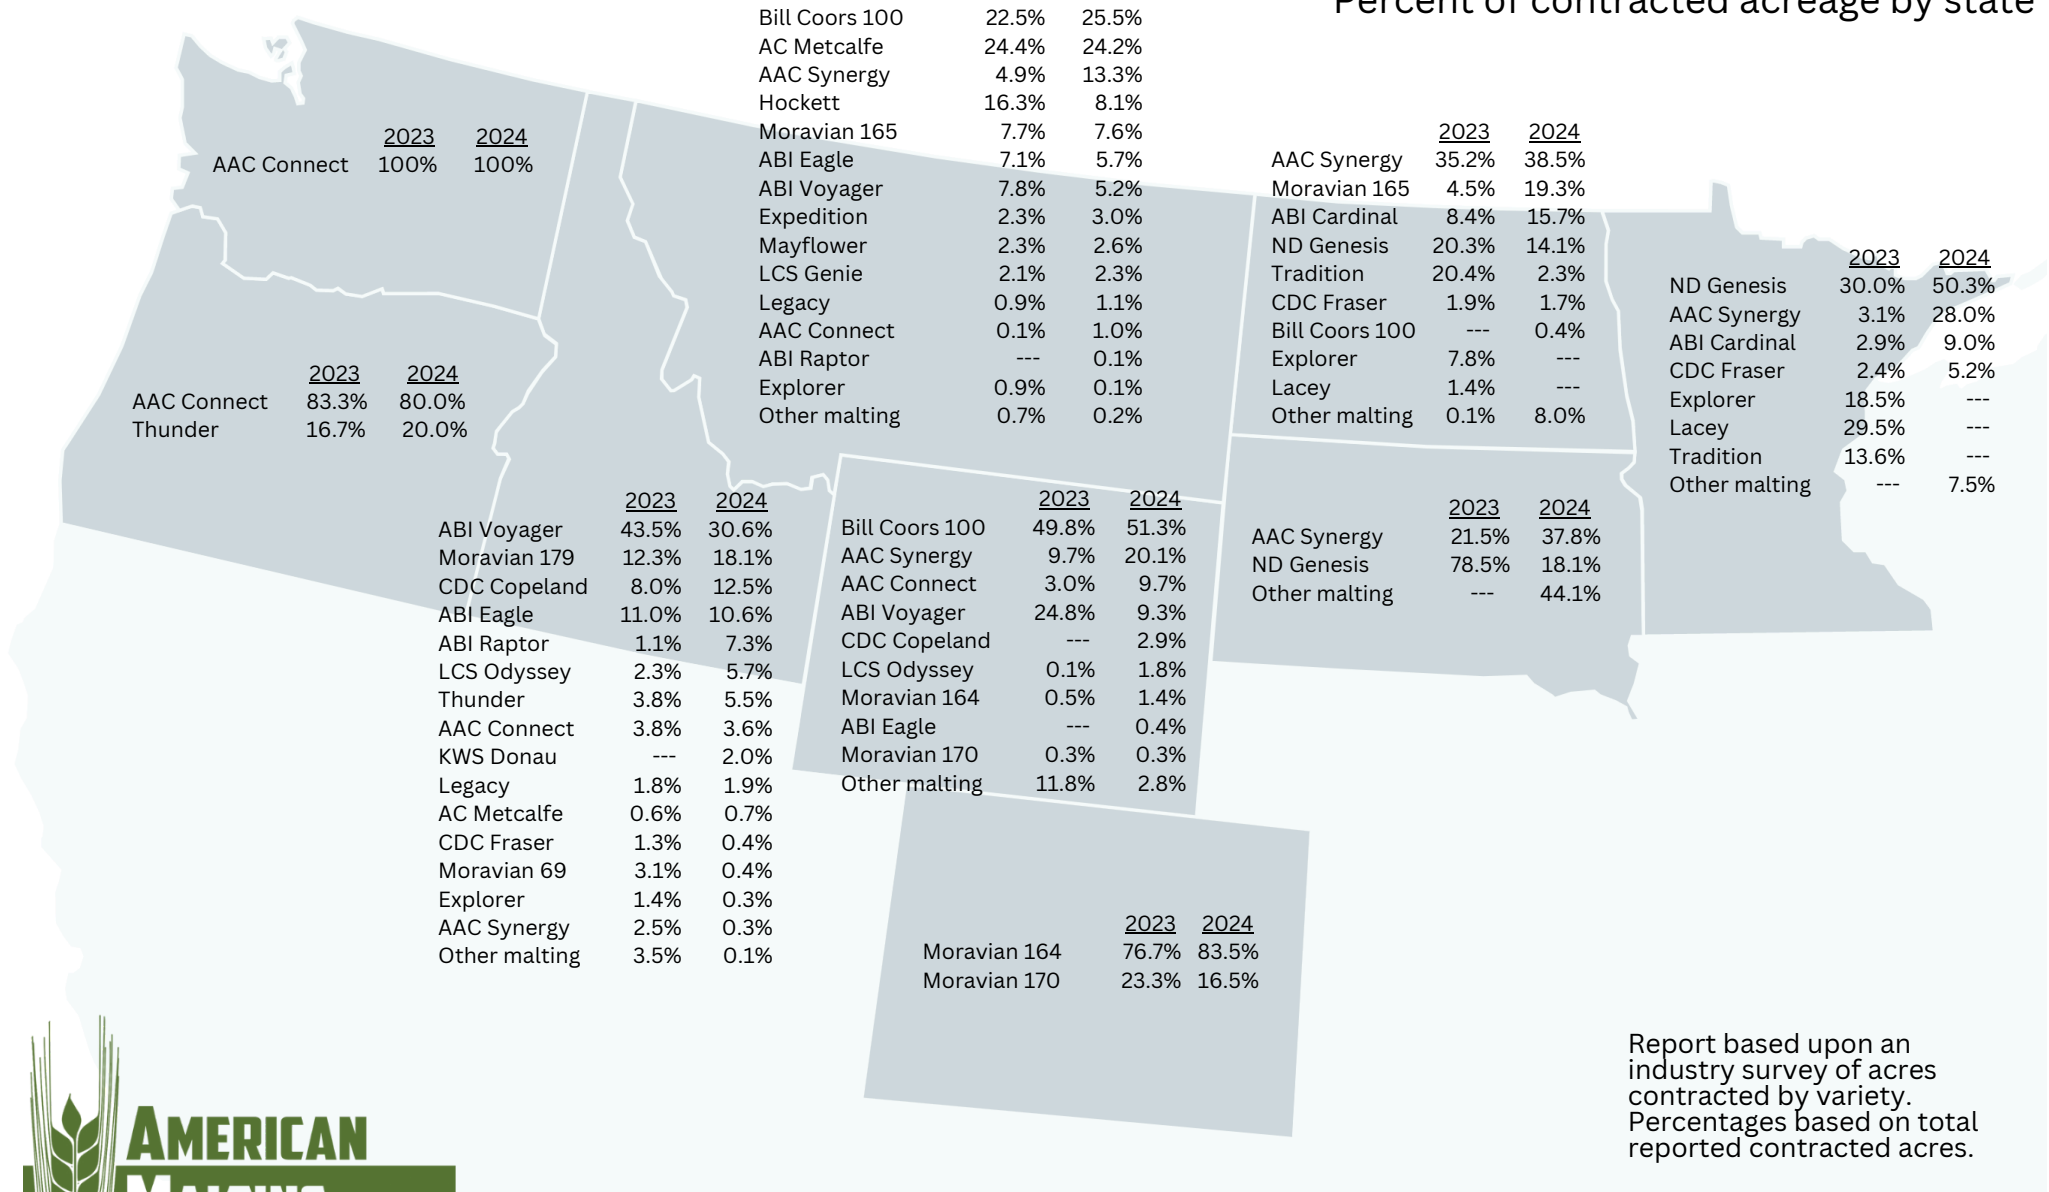 Percent of contracted acreage by state
Bill Coors 100 22.5% 25.5%
AC Metcalfe 24.4% 24.2%
AAC Synergy 4.9% 13.3%
Hockett 16.3% 8.1%
Moravian 165 7.7% 7.6%
ABI Eagle 7.1% 5.7%
ABI Voyager 7.8% 5.2%
Expedition 2.3% 3.0%
Mayflower 2.3% 2.6%
LCS Genie 2.1% 2.3%
Legacy 0.9% 1.1%
AAC Connect 0.1% 1.0%
ABI Raptor --- 0.1%
Explorer 0.9% 0.1%
Other malting 0.7% 0.2%
2023 2024
AAC Connect 100% 100%
2023 2024
AAC Synergy 35.2% 38.5%
Moravian 165 4.5% 19.3%
ABI Cardinal 8.4% 15.7%
ND Genesis 20.3% 14.1%
Tradition 20.4% 2.3%
CDC Fraser 1.9% 1.7%
Bill Coors 100 --- 0.4%
Explorer 7.8% ---
Lacey 1.4% ---
Other malting 0.1% 8.0%
2023 2024
ND Genesis 30.0% 50.3%
AAC Synergy 3.1% 28.0%
ABI Cardinal 2.9% 9.0%
CDC Fraser 2.4% 5.2%
Explorer 18.5% ---
Lacey 29.5% ---
Tradition 13.6% ---
Other malting --- 7.5%
2023 2024
AAC Connect 83.3% 80.0%
Thunder 16.7% 20.0%
2023 2024
ABI Voyager 43.5% 30.6%
Moravian 179 12.3% 18.1%
CDC Copeland 8.0% 12.5%
ABI Eagle 11.0% 10.6%
ABI Raptor 1.1% 7.3%
LCS Odyssey 2.3% 5.7%
Thunder 3.8% 5.5%
AAC Connect 3.8% 3.6%
KWS Donau --- 2.0%
Legacy 1.8% 1.9%
AC Metcalfe 0.6% 0.7%
CDC Fraser 1.3% 0.4%
Moravian 69 3.1% 0.4%
Explorer 1.4% 0.3%
AAC Synergy 2.5% 0.3%
Other malting 3.5% 0.1%
2023 2024
Bill Coors 100 49.8% 51.3%
AAC Synergy 9.7% 20.1%
AAC Connect 3.0% 9.7%
ABI Voyager 24.8% 9.3%
CDC Copeland --- 2.9%
LCS Odyssey 0.1% 1.8%
Moravian 164 0.5% 1.4%
ABI Eagle --- 0.4%
Moravian 170 0.3% 0.3%
Other malting 11.8% 2.8%
2023 2024
AAC Synergy 21.5% 37.8%
ND Genesis 78.5% 18.1%
Other malting --- 44.1%
2023 2024
Moravian 164 76.7% 83.5%
Moravian 170 23.3% 16.5%
Report based upon an
industry survey of acres
contracted by variety.
Percentages based on total
reported contracted acres.
AMERICAN
MALTING